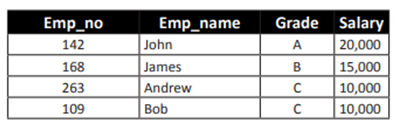 Emp_no Emp_name Grade Salary
142 John A 20,000
168 James B 15,000
263 Andrew C 10,000
109 Bob C 10,000